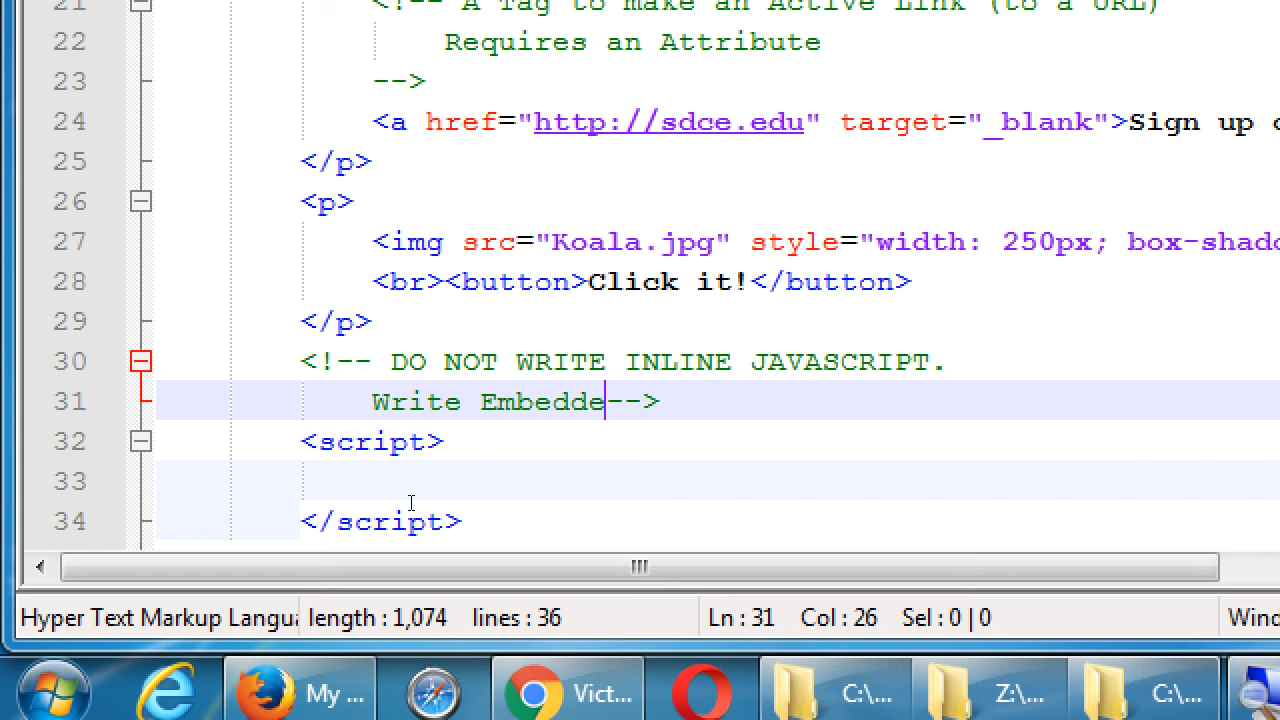 21 <!-- A Tag to make an Active Link (to a URL)
22 Requires an Attribute
23 -->
24 <a href="http://sdce.edu" target="_blank">Sign up
25 </p>
26 <p>
27 <img src="Koala.jpg" style="width: 250px; box-shado
28 <br><button>Click it!</button>
29 </p>
30 <!-- DO NOT WRITE INLINE JAVASCRIPT.
31 Write Embedde-->
32 <script>
33
34 </script>
Hyper Text Markup Langu length : 1,074 lines : 36 Ln : 31 Col : 26 Sel : 0 | 0 Wind
My ... Vict... C:\... Z:\... C:\...